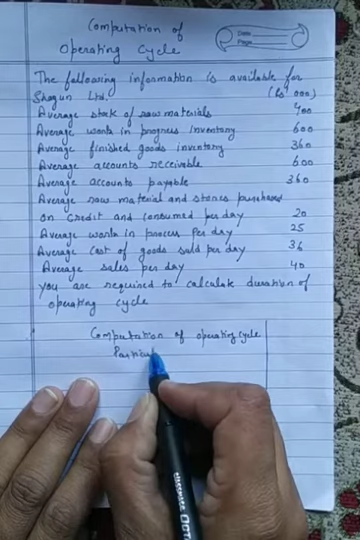 Computation of
Operating Cycle
Date
Page
The following information is available for
Shagun Ltd. (Rs' 000)
Average stock of raw materials 400
Average work in progress inventory 600
Average finished goods inventory 360
Average accounts receivable 600
Average accounts payable 360
Average raw material and stores purchased
on credit and consumed per day 20
Average work in process per day 25
Average cost of goods sold per day 36
Average sales per day 40
You are required to calculate duration of
operating cycle
Computation of operating cycle
Particu